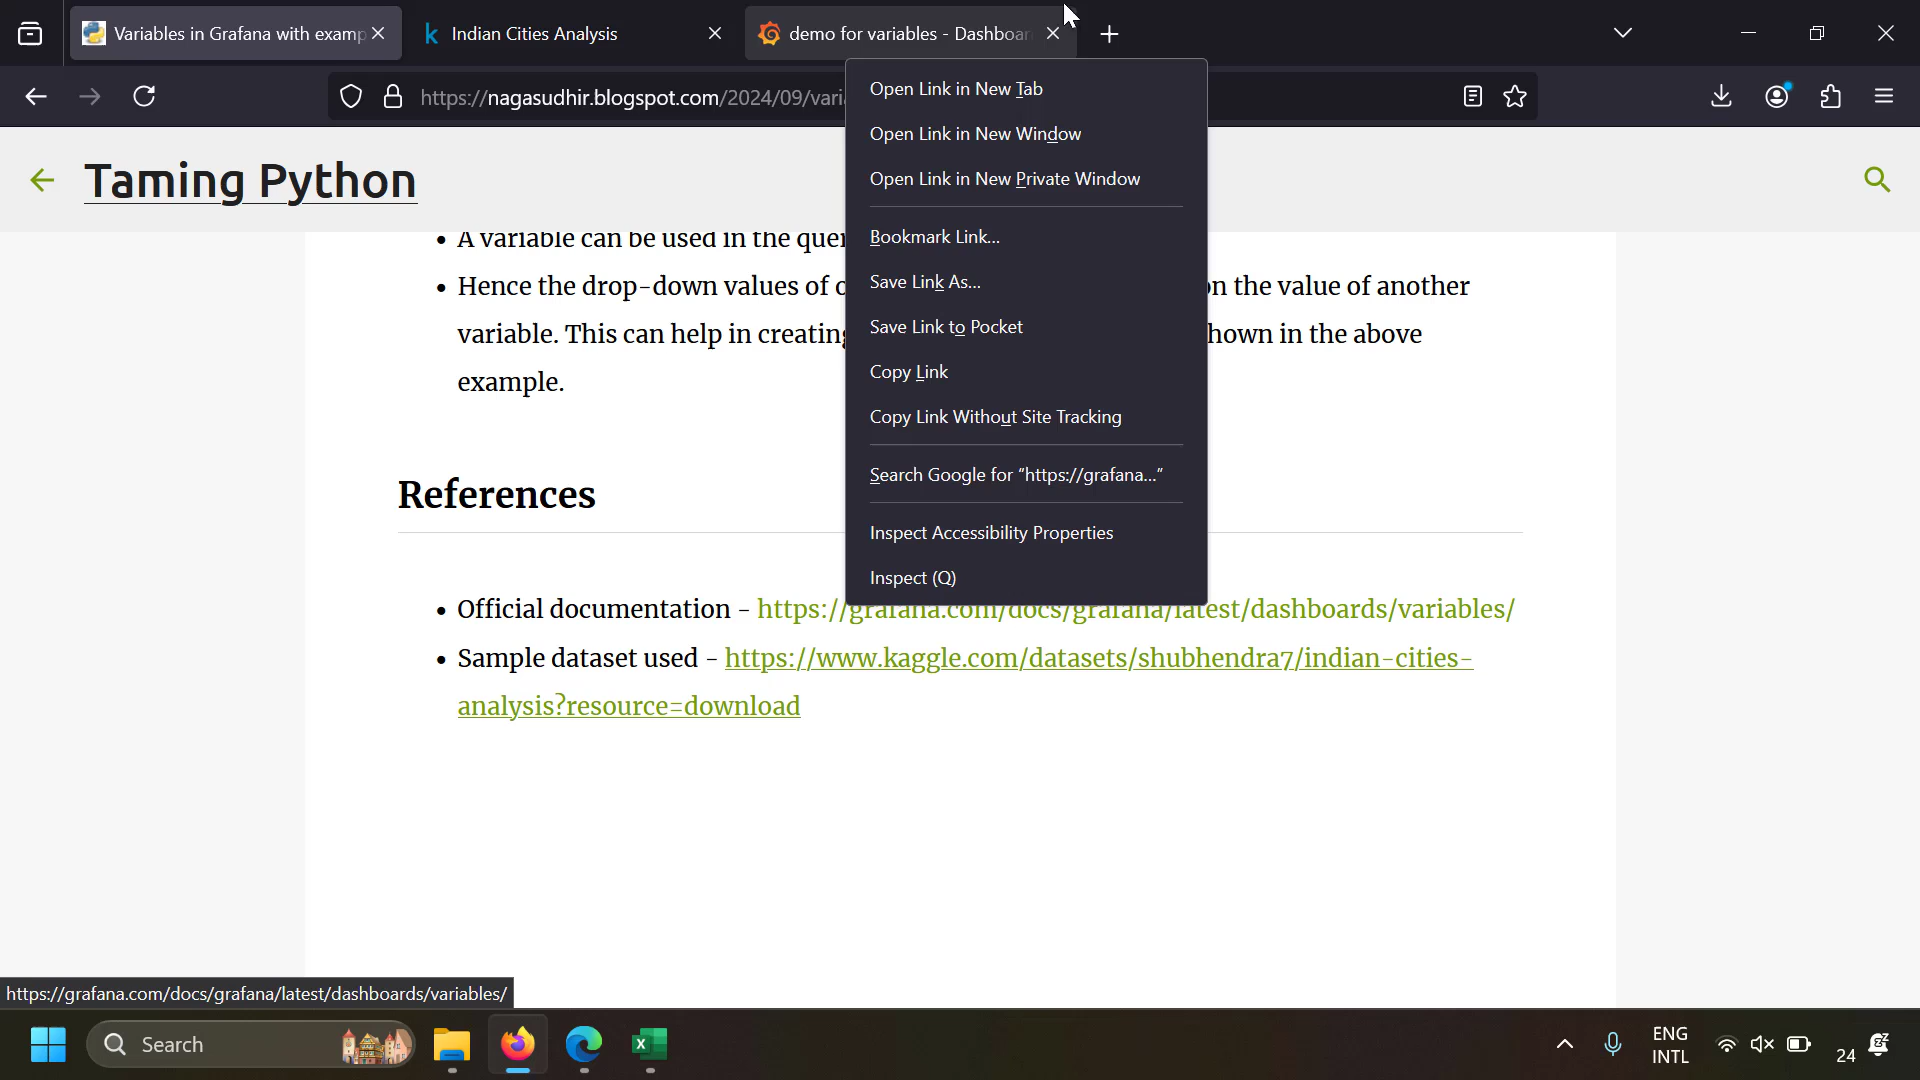 Variables in Grafana with examp
Indian Cities Analysis
demo for variables - Dashboar
https://nagasudhir.blogspot.com/2024/09/vari
Open Link in New Tab
Open Link in New Window
Open Link in New Private Window
Bookmark Link...
Save Link As...
Save Link to Pocket
Copy Link
Copy Link Without Site Tracking
Search Google for "https://grafana..."
Inspect Accessibility Properties
Inspect (Q)
Taming Python
A variable can be used in the quer
Hence the drop-down values of o n the value of another
variable. This can help in creating hown in the above
example.
References
Official documentation - https://grafana.com/docs/grafana/latest/dashboards/variables/
Sample dataset used - https://www.kaggle.com/datasets/shubhendra7/indian-cities-
analysis?resource=download
https://grafana.com/docs/grafana/latest/dashboards/variables/
Search
ENG
INTL
24